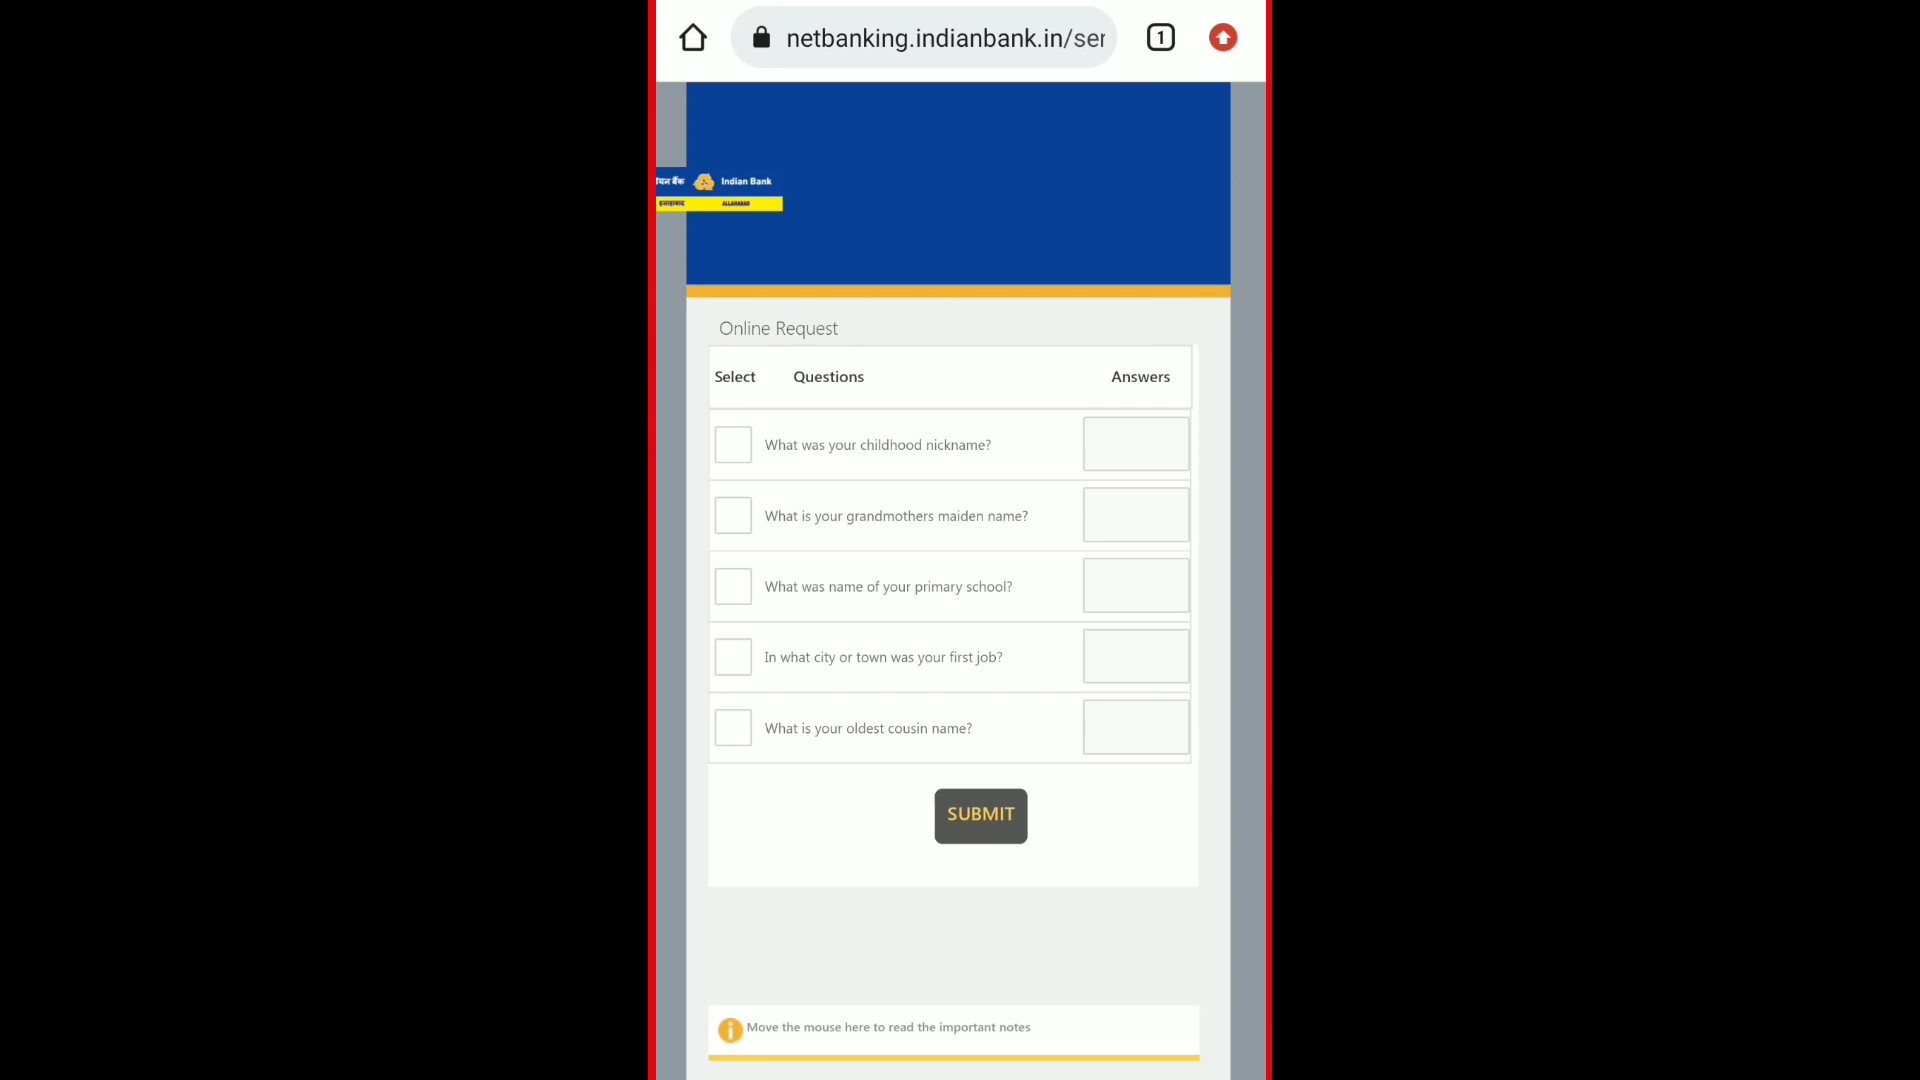 netbanking.indianbank.in/ser
1
Indian Bank
इलाहाबाद ALLAHABAD
Online Request
Select Questions Answers
What was your childhood nickname?
What is your grandmothers maiden name?
What was name of your primary school?
In what city or town was your first job?
What is your oldest cousin name?
SUBMIT
i Move the mouse here to read the important notes